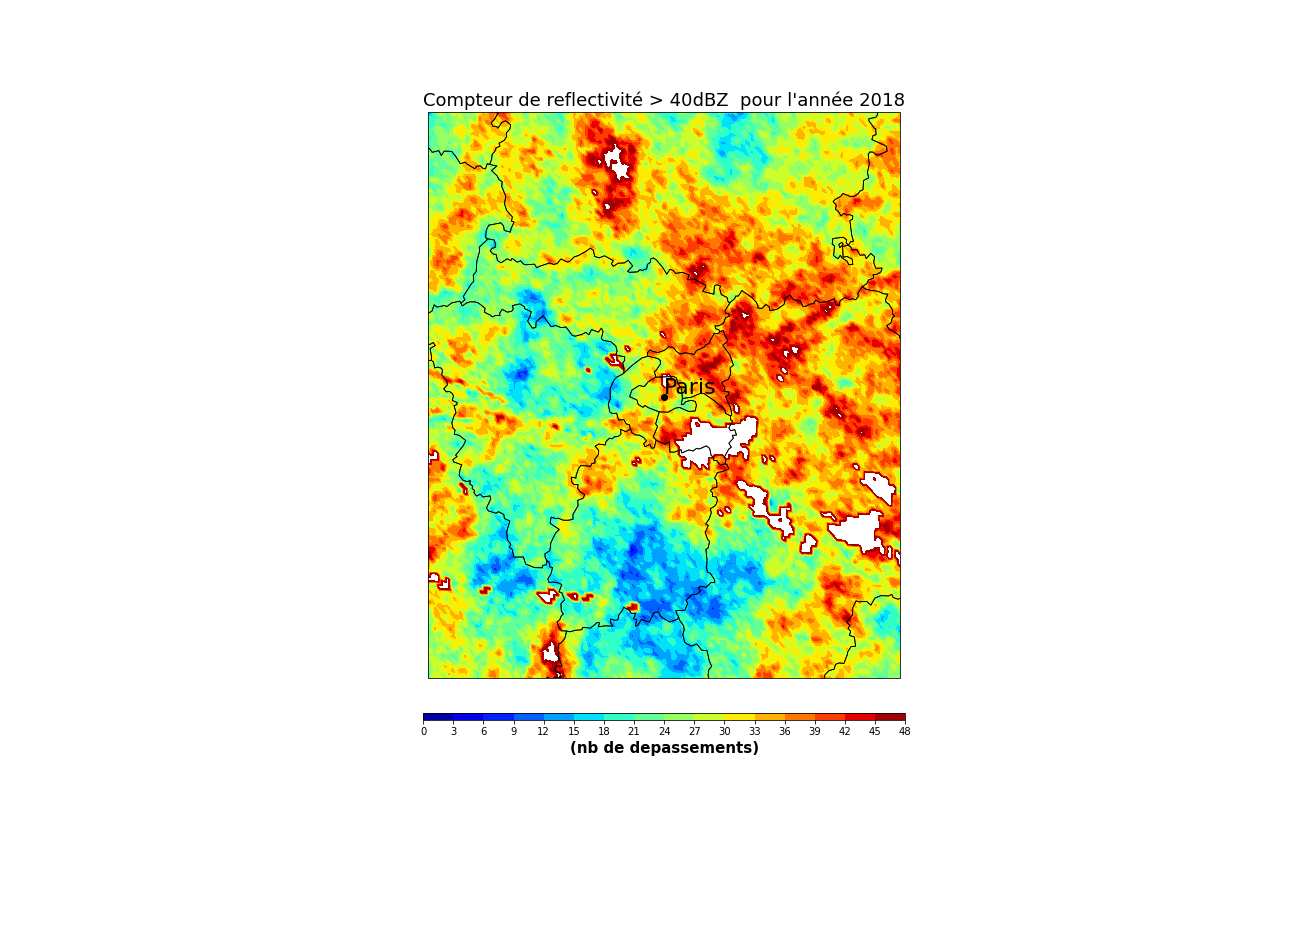 Compteur de reflectivité > 40dBZ  pour l'année 2018
Paris
0 3 6 9 12 15 18 21 24 27 30 33 36 39 42 45 48
(nb de depassements)